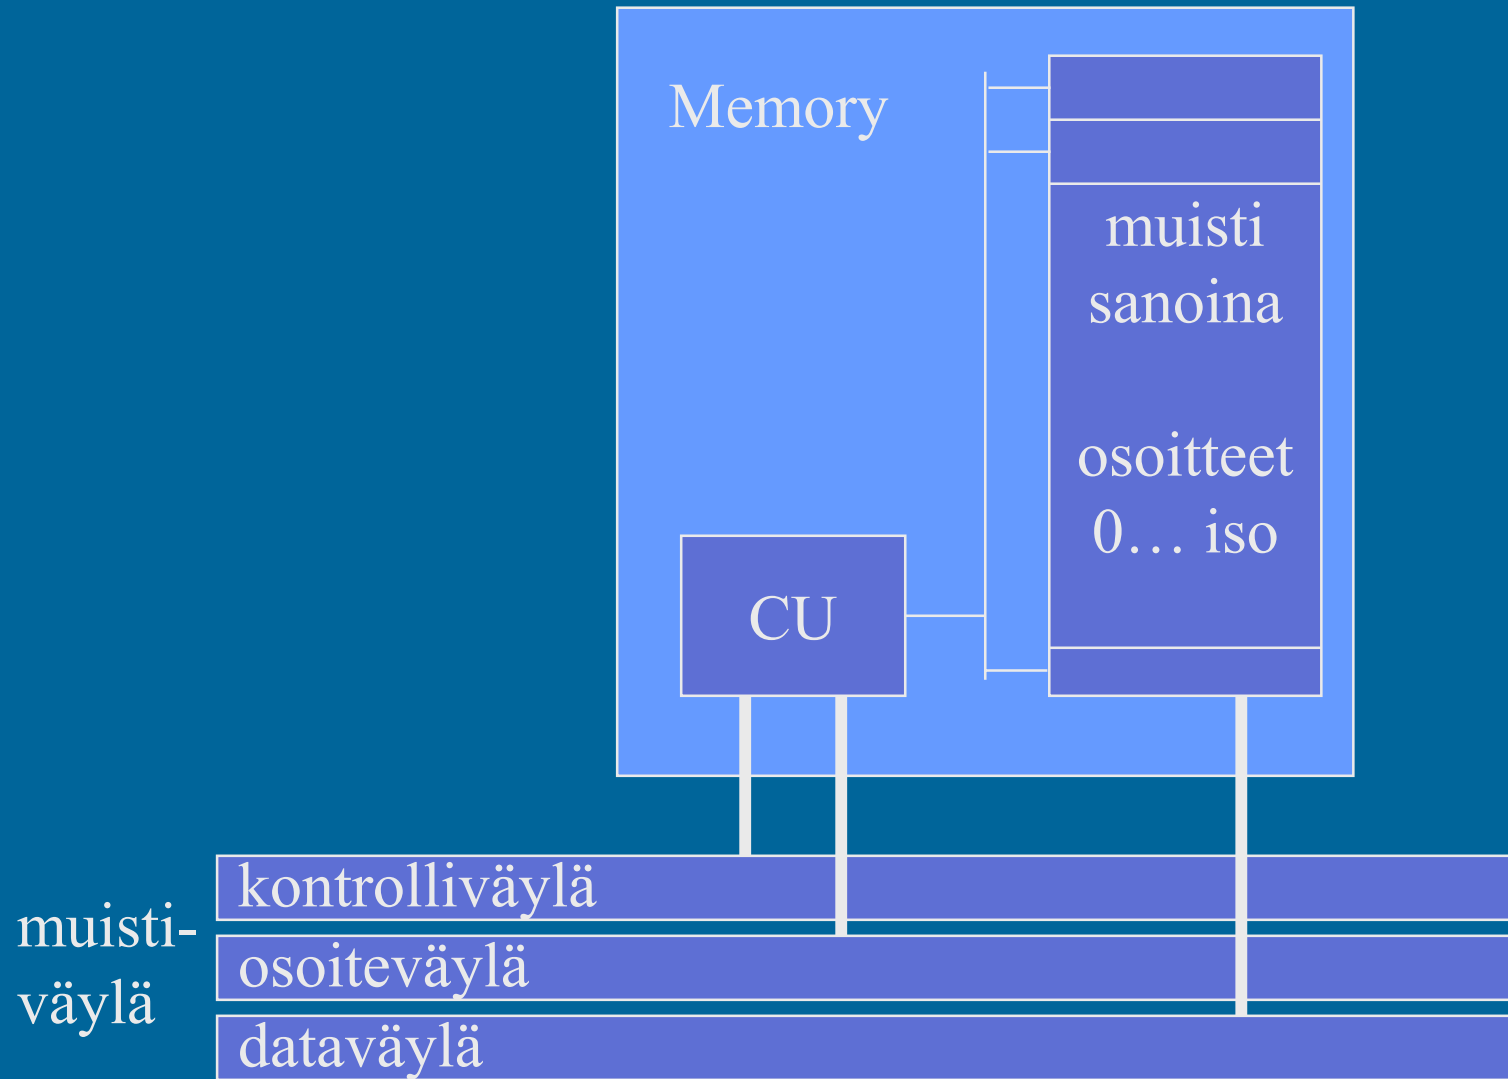 Memory
muisti
sanoina
osoitteet
0… iso
CU
muisti-
väylä
kontrolliväylä
osoiteväylä
dataväylä